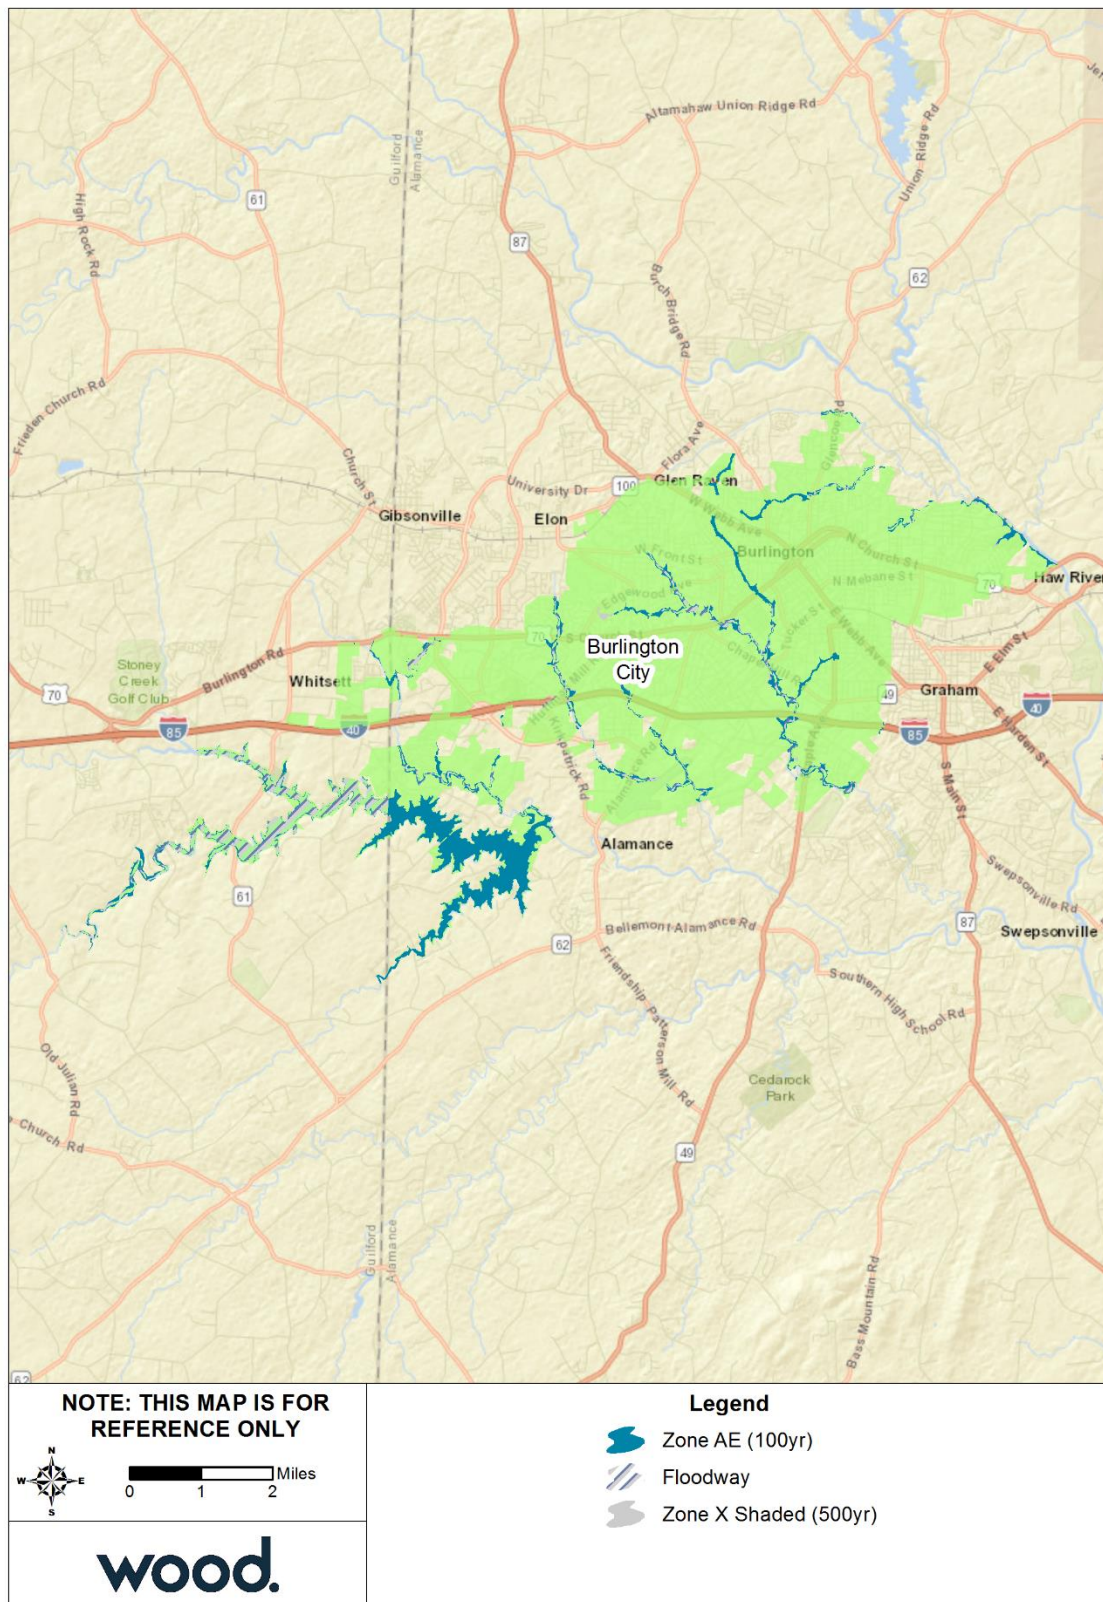 Altamahaw Union Ridge Rd
Union Ridge Rd
Guilford
Alamance
61
High Rock Rd
87
62
Burch Bridge Rd
Frieden Church Rd
Church St
Flora Ave
Glencoe Rd
Glen Raven
University Dr
100
Gibsonville
Elon
W Webb Ave
W Front St
Burlington
N Church St
N Mebane St
70
Haw River
Edgewood Ave
70
Tucker St
E Webb Ave
E Elm St
Burlington
City
Stoney
Creek
Golf Club
Burlington Rd
Whitsett
70
49
Graham
85
40
85
40
E Harden St
Kirkpatrick Rd
Alamance Rd
S Main St
Alamance
61
Swepsonville Rd
62
Bellemont Alamance Rd
87
Swepsonville
Friendship Patterson Mill Rd
Southern High School Rd
Old Julian Rd
Cedarock
Park
Church Rd
49
Guilford
Alamance
Bass Mountain Rd
62
NOTE: THIS MAP IS FOR
REFERENCE ONLY
N
W E
S
Miles
0 1 2
wood.
Legend
Zone AE (100yr)
Floodway
Zone X Shaded (500yr)